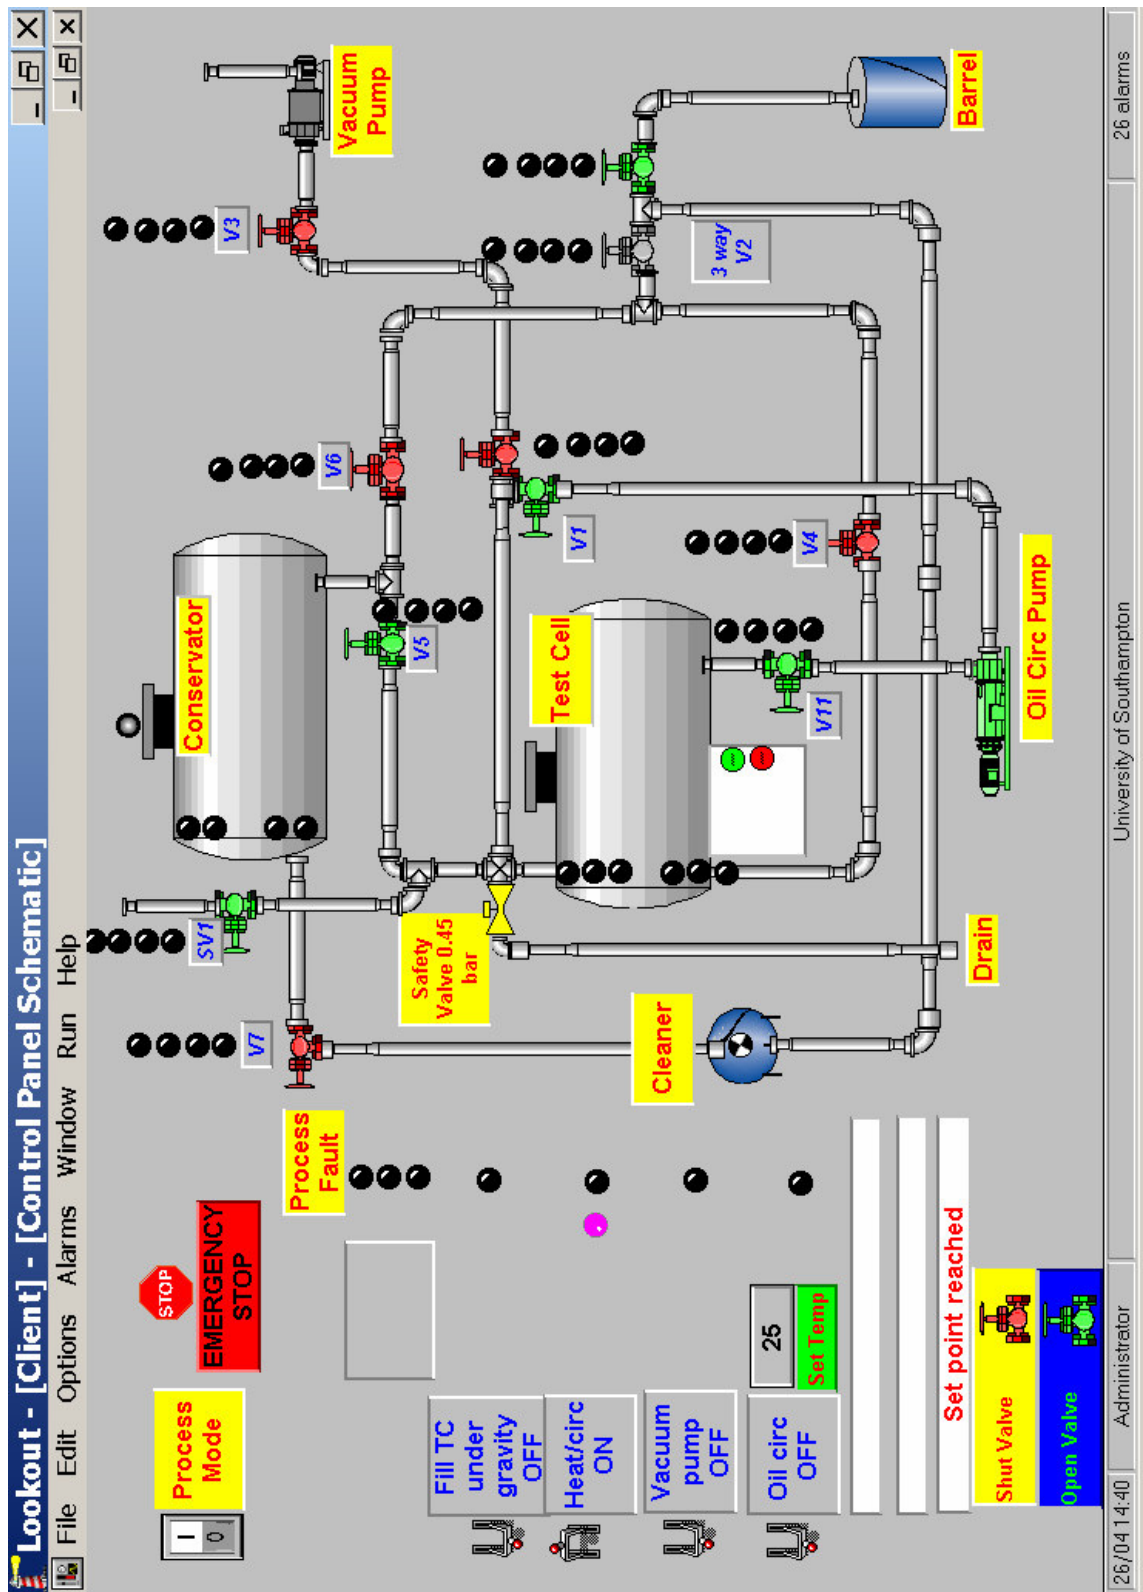 Lookout - [Client] - [Control Panel Schematic]
File Edit Options Alarms Window Run Help
Process
Mode
I
0
STOP
EMERGENCY
STOP
Process
Fault
Fill TC
under
gravity
OFF
Heat/circ
ON
Vacuum
pump
OFF
Oil circ
OFF
25
Set Temp
Set point reached
Shut Valve
Open Valve
V7
SV1
Conservator
V3
Vacuum
Pump
V6
V5
Safety
Valve 0.45
bar
V1
Test Cell
3 way
V2
Barrel
V4
V11
Cleaner
Drain
Oil Circ Pump
26/04 14:40
Administrator
University of Southampton
26 alarms